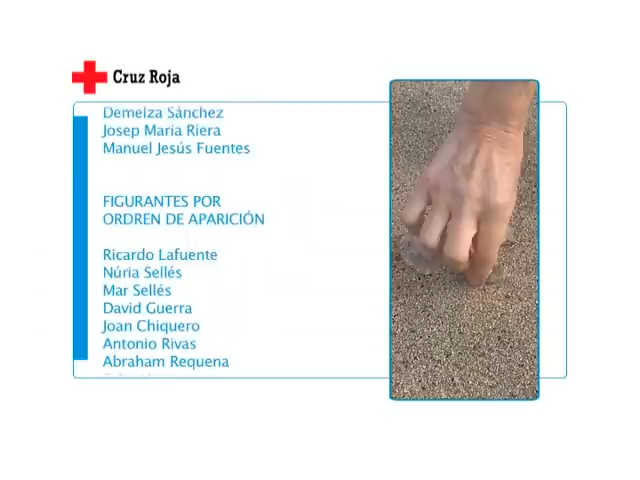 Cruz Roja
Demelza Sánchez
Josep Maria Riera
Manuel Jesús Fuentes
FIGURANTES POR
ORDREN DE APARICIÓN
Ricardo Lafuente
Núria Sellés
Mar Sellés
David Guerra
Joan Chiquero
Antonio Rivas
Abraham Requena